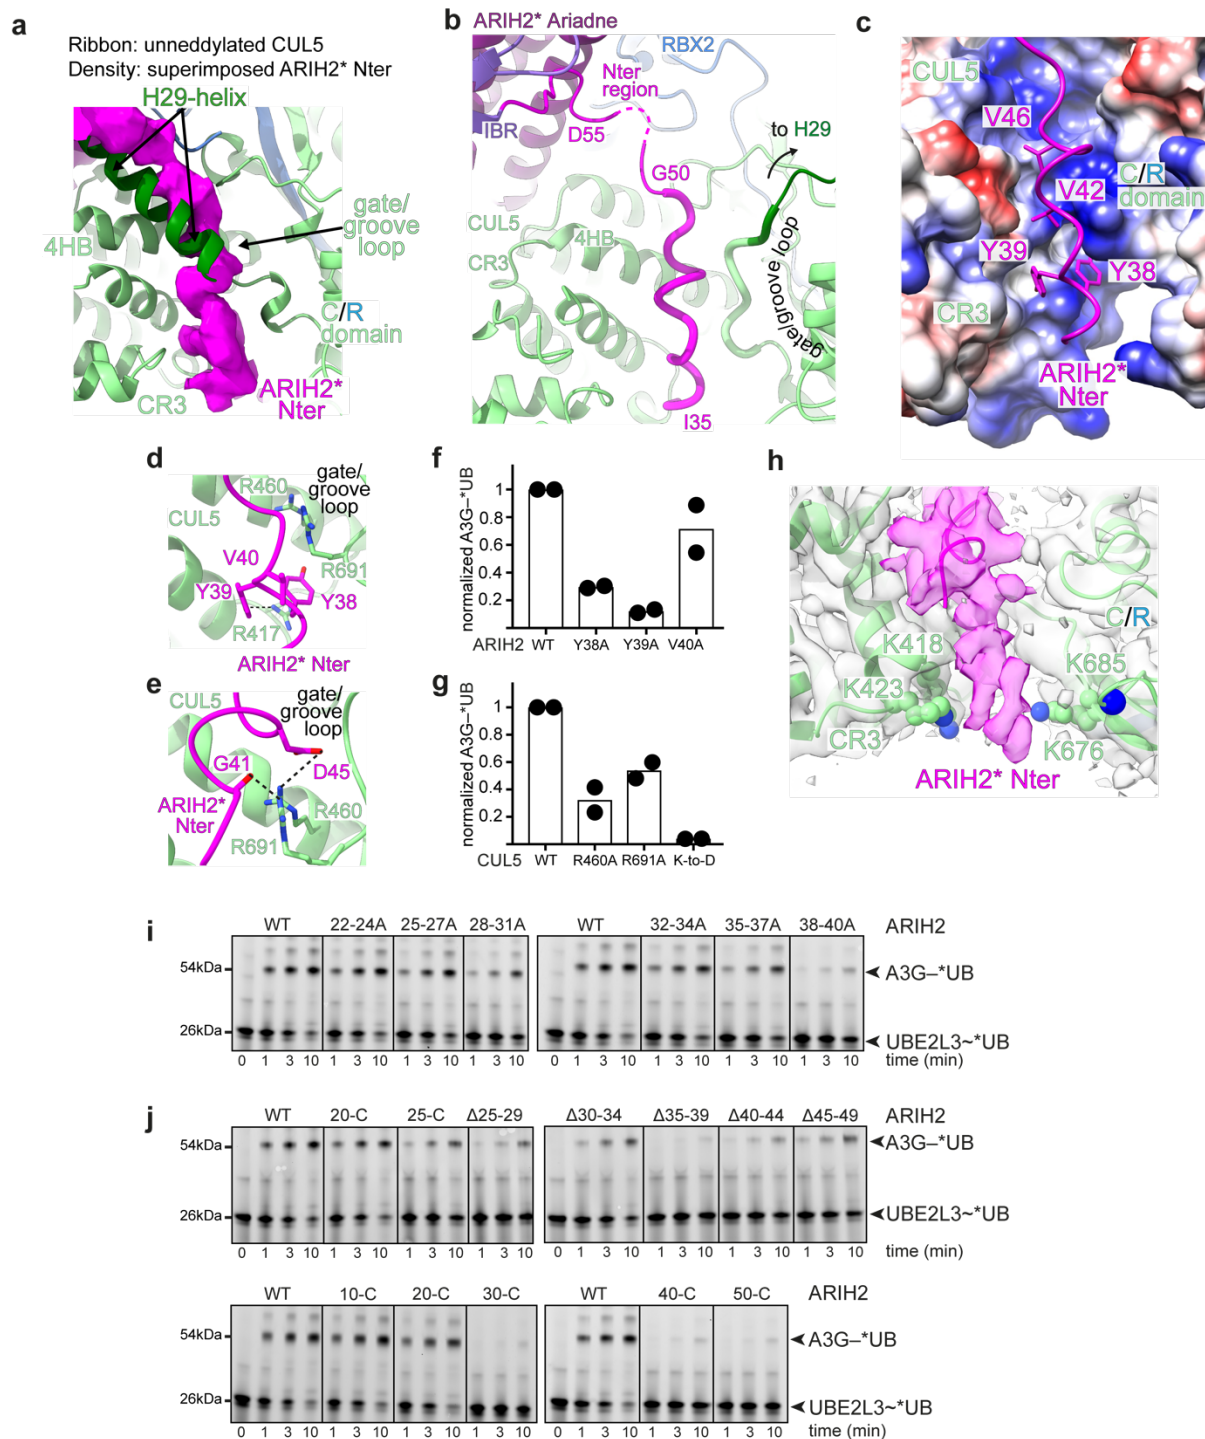 a
Ribbon: unneddylated CUL5
Density: superimposed ARIH2* Nter
H29-helix
gate/
groove
loop
4HB
C/R
domain
CR3
ARIH2*
Nter
b
ARIH2* Ariadne
RBX2
Nter
region
IBR
D55
to H29
G50
CUL5
4HB
CR3
gate/groove loop
I35
c
CUL5
V46
C/R
domain
V42
Y39
Y38
CR3
ARIH2*
Nter
d
gate/
groove
loop
R460
CUL5
V40
R691
Y39
Y38
R417
ARIH2* Nter
e
CUL5
gate/
groove
loop
G41
D45
ARIH2*
Nter
R460
R691
f
normalized A3G–*UB
1
0.8
0.6
0.4
0.2
ARIH2 WT Y38A Y39A V40A
g
normalized A3G–*UB
1
0.8
0.6
0.4
0.2
CUL5 WT R460A R691A K-to-D
h
C/R
K418
K685
K423
CR3
K676
ARIH2* Nter
i
WT 22-24A 25-27A 28-31A WT 32-34A 35-37A 38-40A ARIH2
54kDa
A3G–*UB
26kDa
UBE2L3~*UB
0 1 3 10 1 3 10 1 3 10 1 3 10 0 1 3 10 1 3 10 1 3 10 1 3 10 time (min)
j
WT 20-C 25-C Δ25-29 Δ30-34 Δ35-39 Δ40-44 Δ45-49 ARIH2
54kDa
A3G–*UB
26kDa
UBE2L3~*UB
0 1 3 10 1 3 10 1 3 10 1 3 10 0 1 3 10 1 3 10 1 3 10 1 3 10 time (min)
WT 10-C 20-C 30-C WT 40-C 50-C ARIH2
54kDa
A3G–*UB
26kDa
UBE2L3~*UB
0 1 3 10 1 3 10 1 3 10 1 3 10 0 1 3 10 1 3 10 1 3 10 time (min)